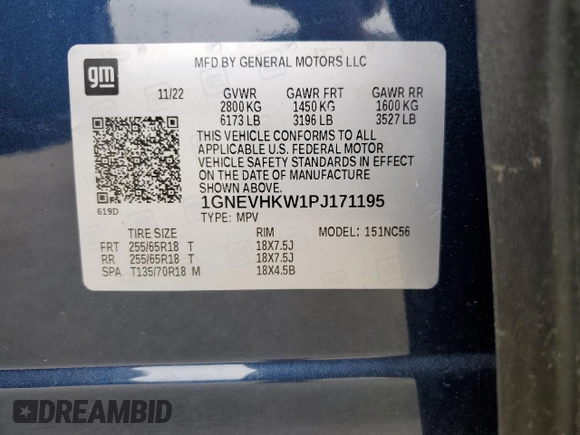 MFD BY GENERAL MOTORS LLC
gm
11/22 GVWR GAWR FRT GAWR RR
2800 KG 1450 KG 1600 KG
6173 LB 3196 LB 3527 LB
THIS VEHICLE CONFORMS TO ALL
APPLICABLE U.S. FEDERAL MOTOR
VEHICLE SAFETY STANDARDS IN EFFECT
ON THE DATE OF MANUFACTURE
SHOWN ABOVE.
619D
1GNEVHKW1PJ171195
TYPE: MPV
TIRE SIZE RIM MODEL: 151NC56
FRT 255/65R18 T 18X7.5J
RR 255/65R18 T 18X7.5J
SPA T135/70R18 M 18X4.5B
DREAMBID